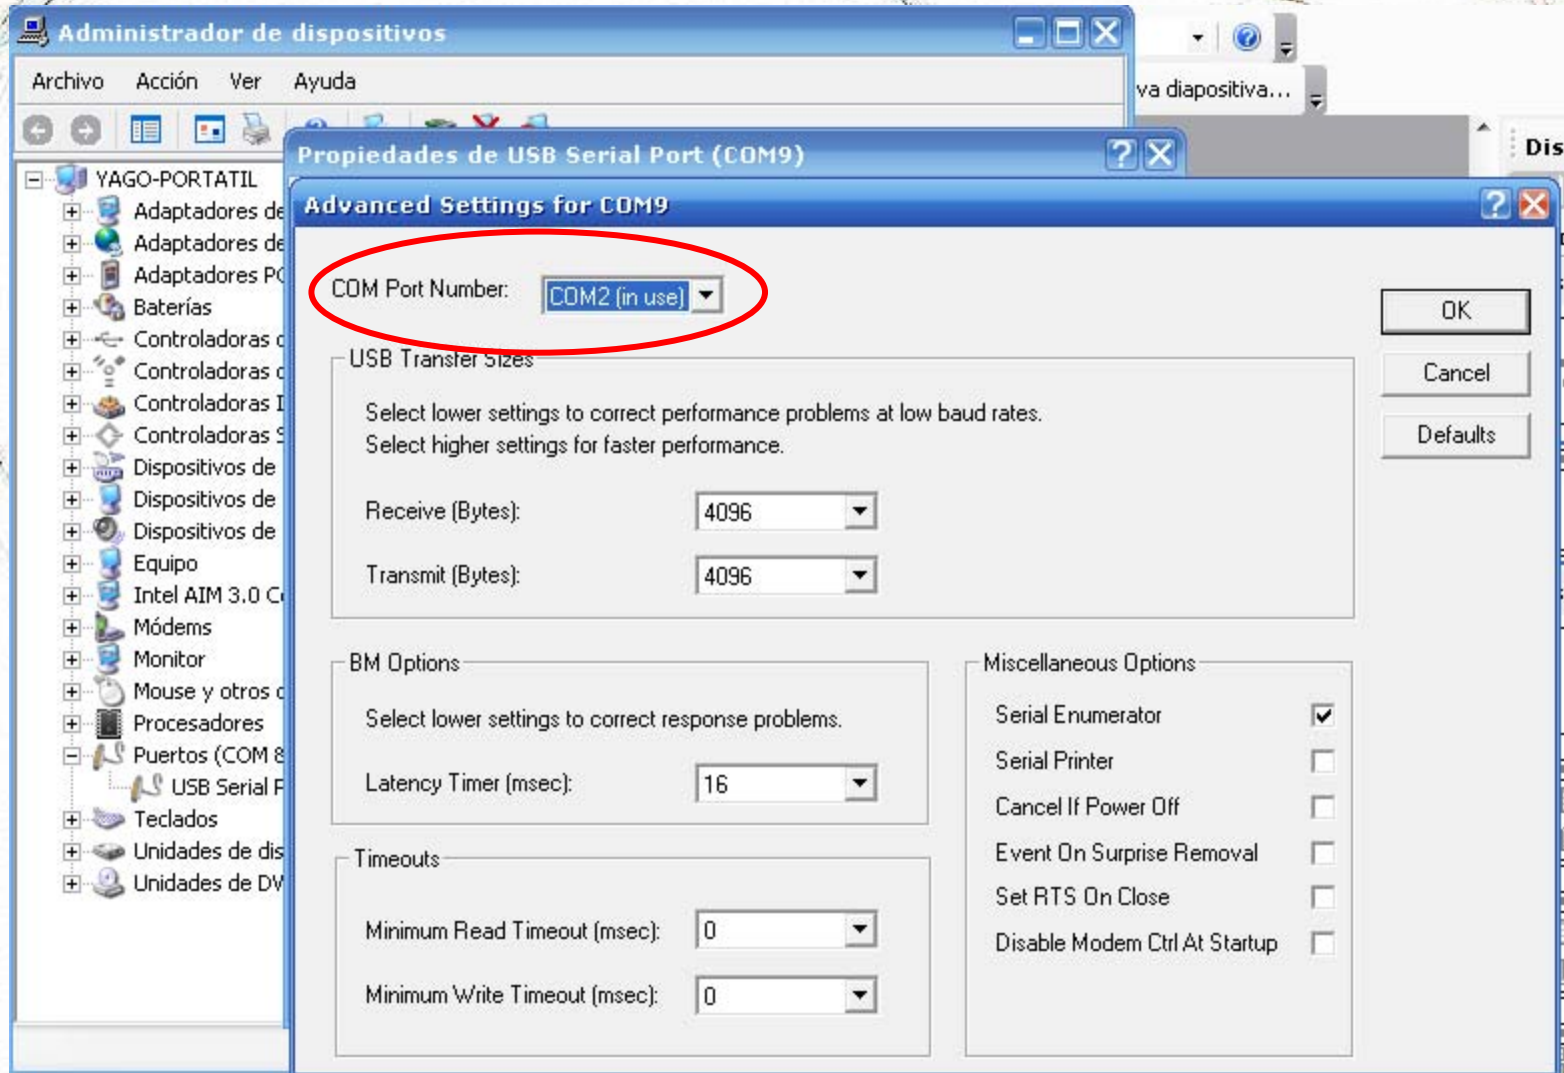 Administrador de dispositivos
Archivo Acción Ver Ayuda
va diapositiva...
Dis
Propiedades de USB Serial Port (COM9)
Advanced Settings for COM9
YAGO-PORTATIL
Adaptadores de
Adaptadores de
Adaptadores
Baterías
Controladoras
Controladoras
Controladoras
Controladoras
Dispositivos de
Dispositivos de
Dispositivos de
Equipo
Intel AIM 3.0
Módems
Monitor
Mouse y otros
Procesadores
Puertos (COM
USB Serial
Teclados
Unidades de dis
Unidades de DV
COM Port Number: COM2 (in use)
OK
Cancel
Defaults
USB Transfer Sizes
Select lower settings to correct performance problems at low baud rates.
Select higher settings for faster performance.
Receive (Bytes): 4096
Transmit (Bytes): 4096
BM Options
Select lower settings to correct response problems.
Latency Timer (msec): 16
Timeouts
Minimum Read Timeout (msec): 0
Minimum Write Timeout (msec): 0
Miscellaneous Options
Serial Enumerator
Serial Printer
Cancel If Power Off
Event On Surprise Removal
Set RTS On Close
Disable Modem Ctrl At Startup